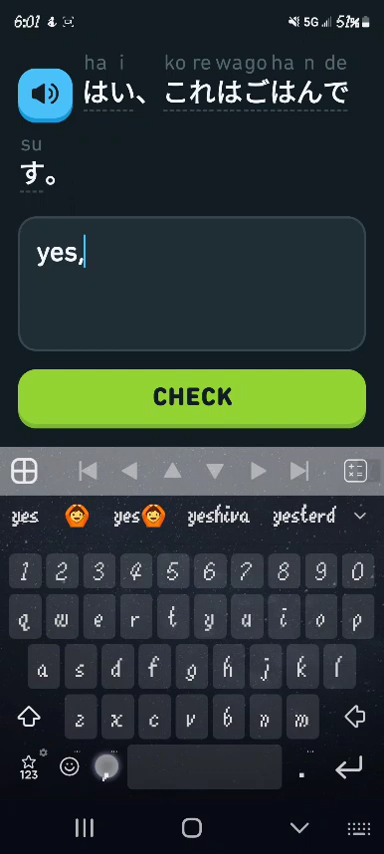 6:01 5G 51%
ha i ko re wa go ha n de
はい、これはごはんで
su
す。
yes,
CHECK
yes yes yeshiva yesterd
1 2 3 4 5 6 7 8 9 0
q w e r t y u i o p
a s d f g h j k l
z x c v b n m
123 , .